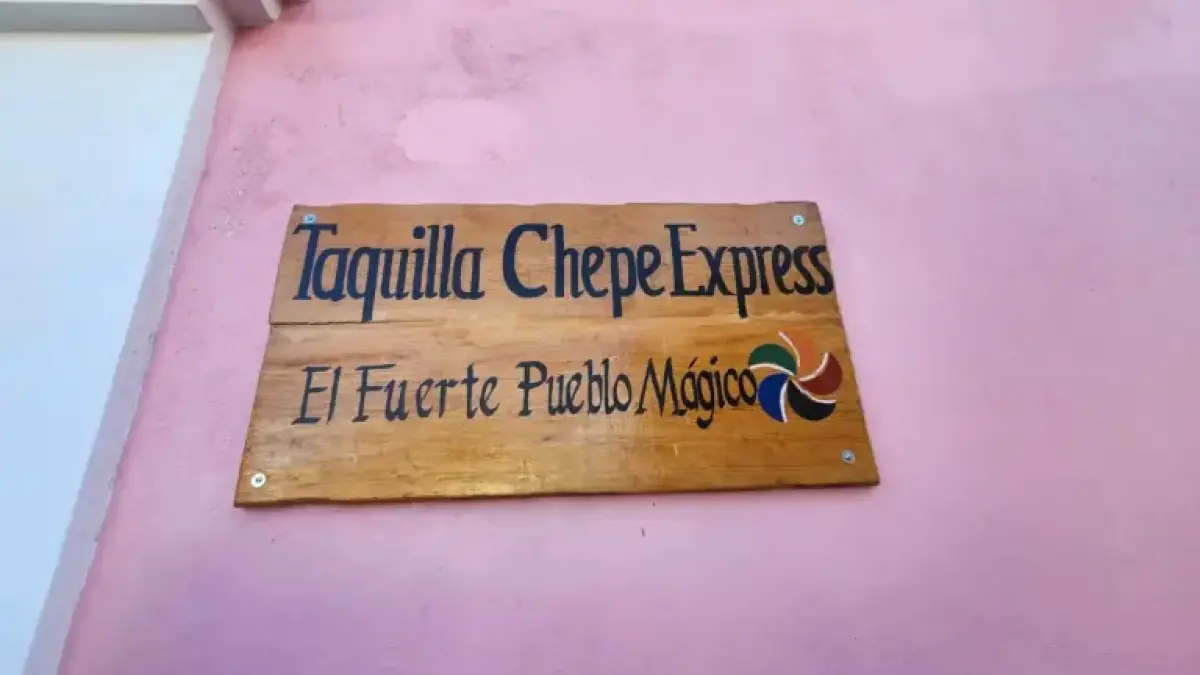 Taquilla Chepe Express
El Fuerte Pueblo Mágico